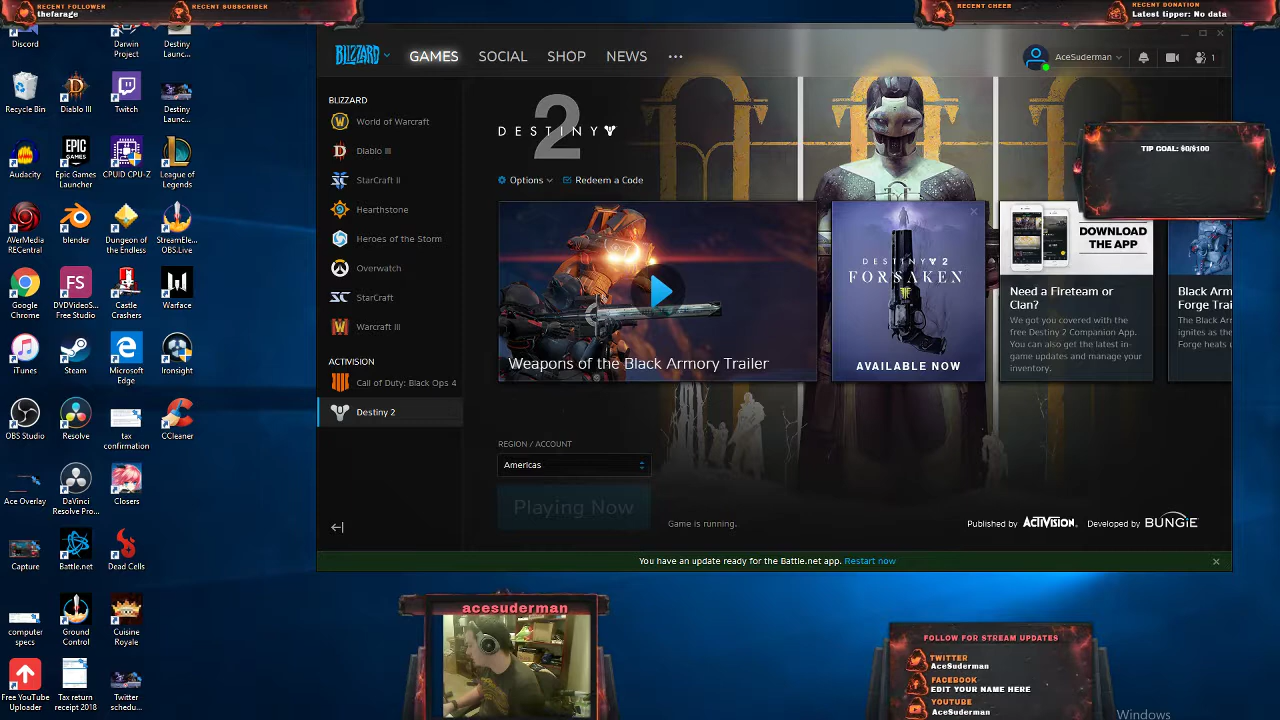 RECENT FOLLOWER
thefarage
RECENT SUBSCRIBER
RECENT CHEER
RECENT DONATION
Latest tipper: No data
Discord
Darwin
Project
Destiny
Launc...
Recycle Bin
Diablo III
Twitch
Destiny
Launc...
Audacity
Epic Games
Launcher
CPUID CPU-Z
League of
Legends
AVerMedia
RECentral
blender
Dungeon of
the Endless
StreamEle...
OBS.Live
Google
Chrome
DVDVideoS...
Free Studio
Castle
Crashers
Warface
iTunes
Steam
Microsoft
Edge
Ironsight
OBS Studio
Resolve
tax
confirmation
CCleaner
Ace Overlay
DaVinci
Resolve Pro...
Closers
Capture
Battle.net
Dead Cells
computer
specs
Ground
Control
Cuisine
Royale
Free YouTube
Uploader
Tax return
receipt 2018
Twitter
schedu...
BLIZZARD
GAMES
SOCIAL
SHOP
NEWS
AceSuderman
1
BLIZZARD
World of Warcraft
Diablo III
StarCraft II
Hearthstone
Heroes of the Storm
Overwatch
StarCraft
Warcraft III
ACTIVISION
Call of Duty: Black Ops 4
Destiny 2
DESTINY
2
Options
Redeem a Code
Weapons of the Black Armory Trailer
DESTINY 2
FORSAKEN
AVAILABLE NOW
DOWNLOAD
THE APP
Need a Fireteam or
Clan?
We got you covered with the
free Destiny 2 Companion App.
You can also get the latest in-
game updates and manage your
inventory.
Black Arm
Forge Trai
The Black Ar
ignites as the
Forge heats u
TIP GOAL: $0/$100
REGION / ACCOUNT
Americas
Playing Now
Game is running.
Published by ACTIVISION. Developed by BUNGiE
You have an update ready for the Battle.net app. Restart now
acesuderman
FOLLOW FOR STREAM UPDATES
TWITTER
AceSuderman
FACEBOOK
EDIT YOUR NAME HERE
YOUTUBE
AceSuderman
Windows